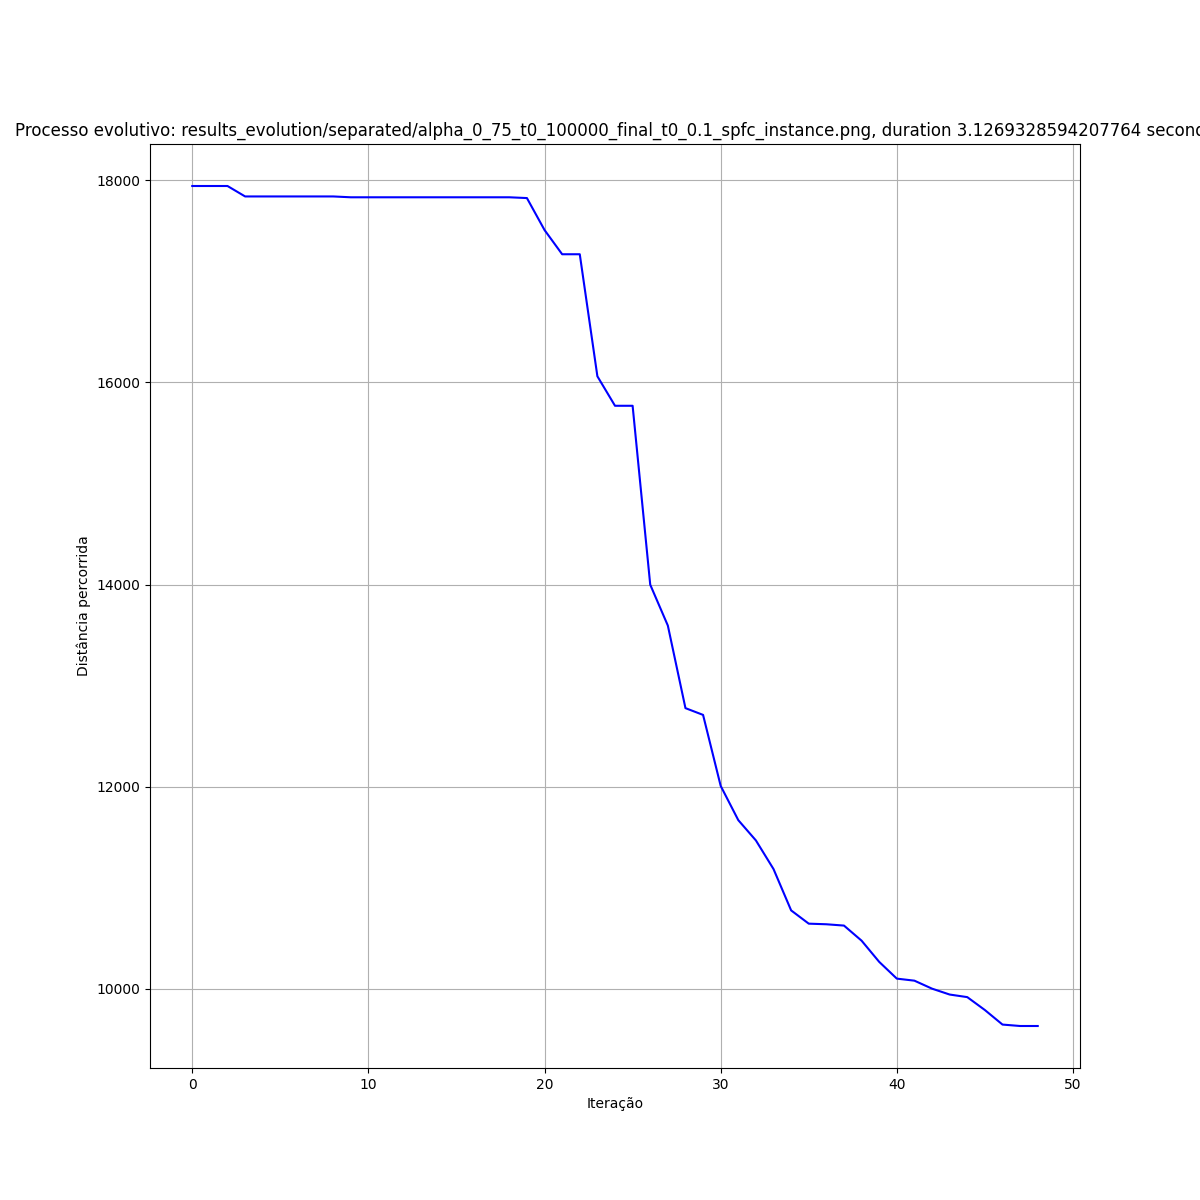 Processo evolutivo: results_evolution/separated/alpha_0_75_t0_100000_final_t0_0.1_spfc_instance.png, duration 3.1269328594207764 secon
18000
16000
14000
12000
10000
Distância percorrida
0 10 20 30 40 50
Iteração